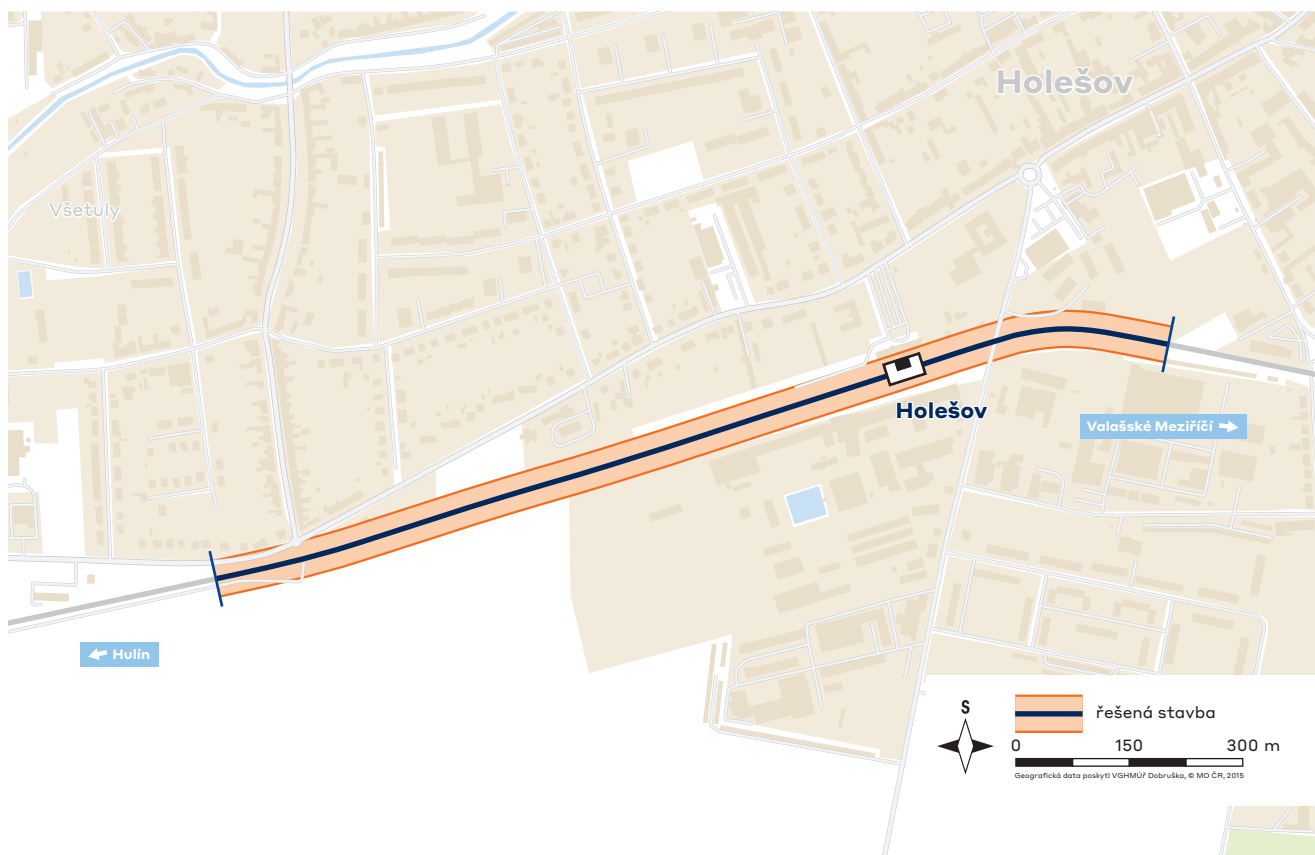 Holešov
Všetuly
Holešov
Valašské Meziříčí
Hulín
S
řešená stavba
0 150 300 m
Geografická data poskytl VGHMÚř Dobruška, © MO ČR, 2015